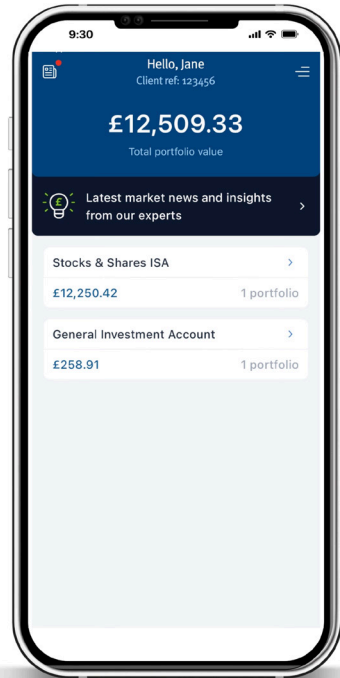 9:30
Hello, Jane
Client ref: 123456
£12,509.33
Total portfolio value
£
Latest market news and insights
from our experts
Stocks & Shares ISA
£12,250.42 1 portfolio
General Investment Account
£258.91 1 portfolio